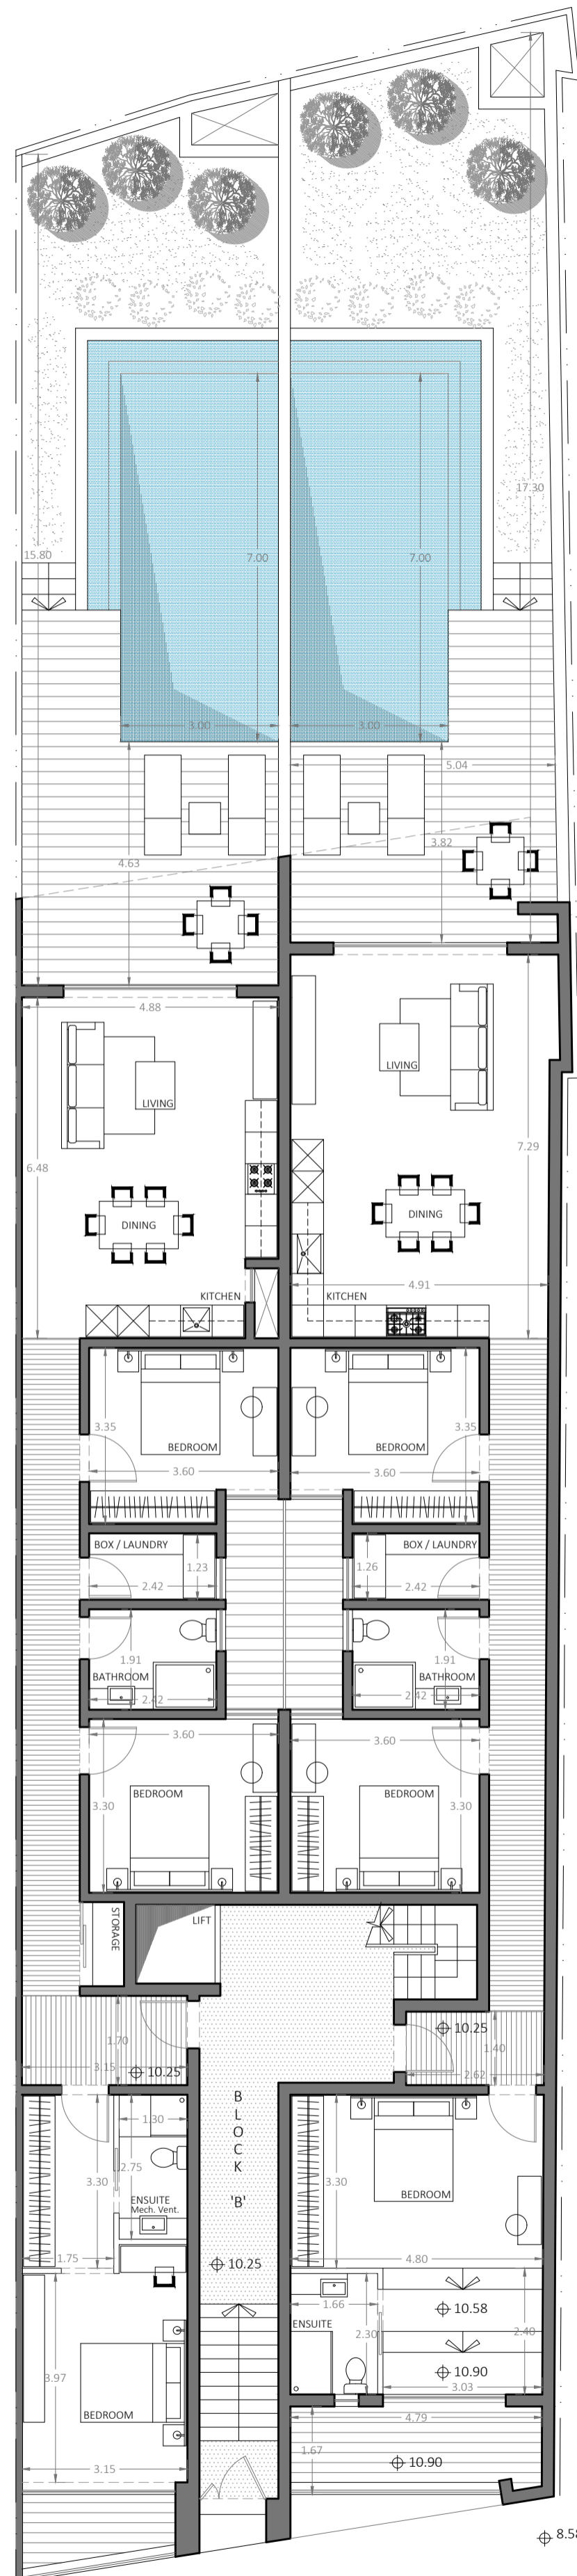 17.30
15.80
7.00
7.00
3.00
3.00
5.04
3.82
4.63
4.88
LIVING
LIVING
6.48
7.29
DINING
DINING
4.91
KITCHEN
KITCHEN
3.35
3.35
BEDROOM
BEDROOM
3.60
3.60
BOX / LAUNDRY
BOX / LAUNDRY
1.23
1.26
2.42
2.42
1.91
1.91
BATHROOM
BATHROOM
2.42
2.42
3.60
3.60
BEDROOM
BEDROOM
3.30
3.30
STORAGE
LIFT
10.25
1.70
1.40
3.15
10.25
2.62
BLOCK 'B'
1.30
2.75
3.30
3.30
BEDROOM
ENSUITE
Mech. Vent.
1.75
10.25
4.80
1.66
10.58
ENSUITE
2.30
2.40
3.97
10.90
3.03
BEDROOM
4.79
1.67
3.15
10.90
8.58